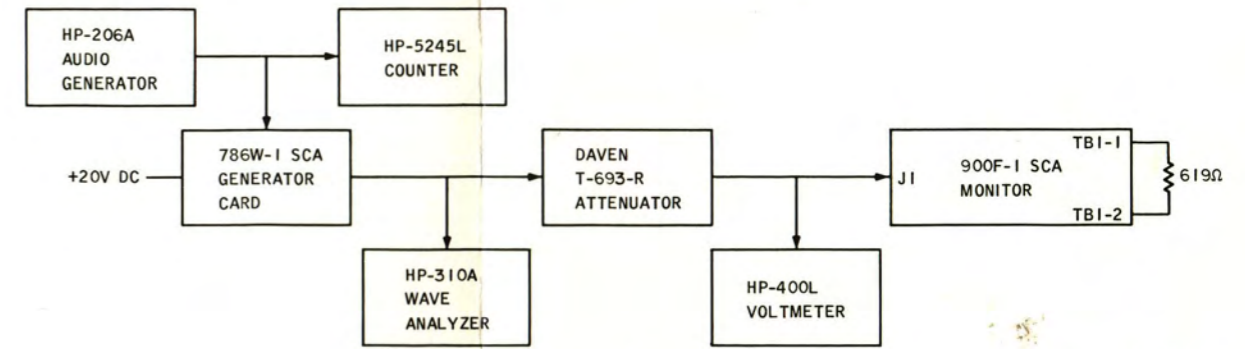 HP-206A
AUDIO
GENERATOR
HP-5245L
COUNTER
+20V DC
786W-1 SCA
GENERATOR
CARD
DAVEN
T-693-R
ATTENUATOR
J1
900F-1 SCA
MONITOR
TB1-1
TB1-2
619Ω
HP-310A
WAVE
ANALYZER
HP-400L
VOLTMETER